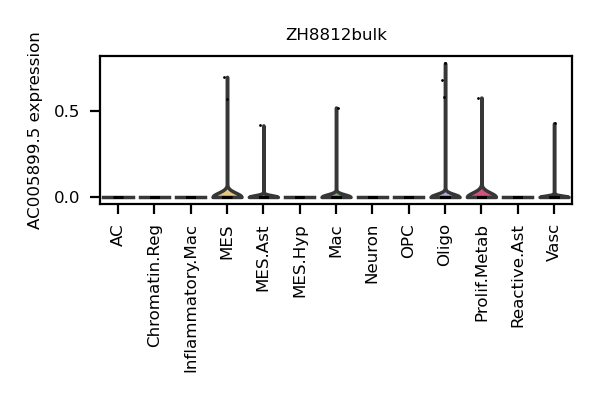 ZH8812bulk
AC005899.5 expression
0.5
0.0
AC
Chromatin.Reg
Inflammatory.Mac
MES
MES.Ast
MES.Hyp
Mac
Neuron
OPC
Oligo
Prolif.Metab
Reactive.Ast
Vasc